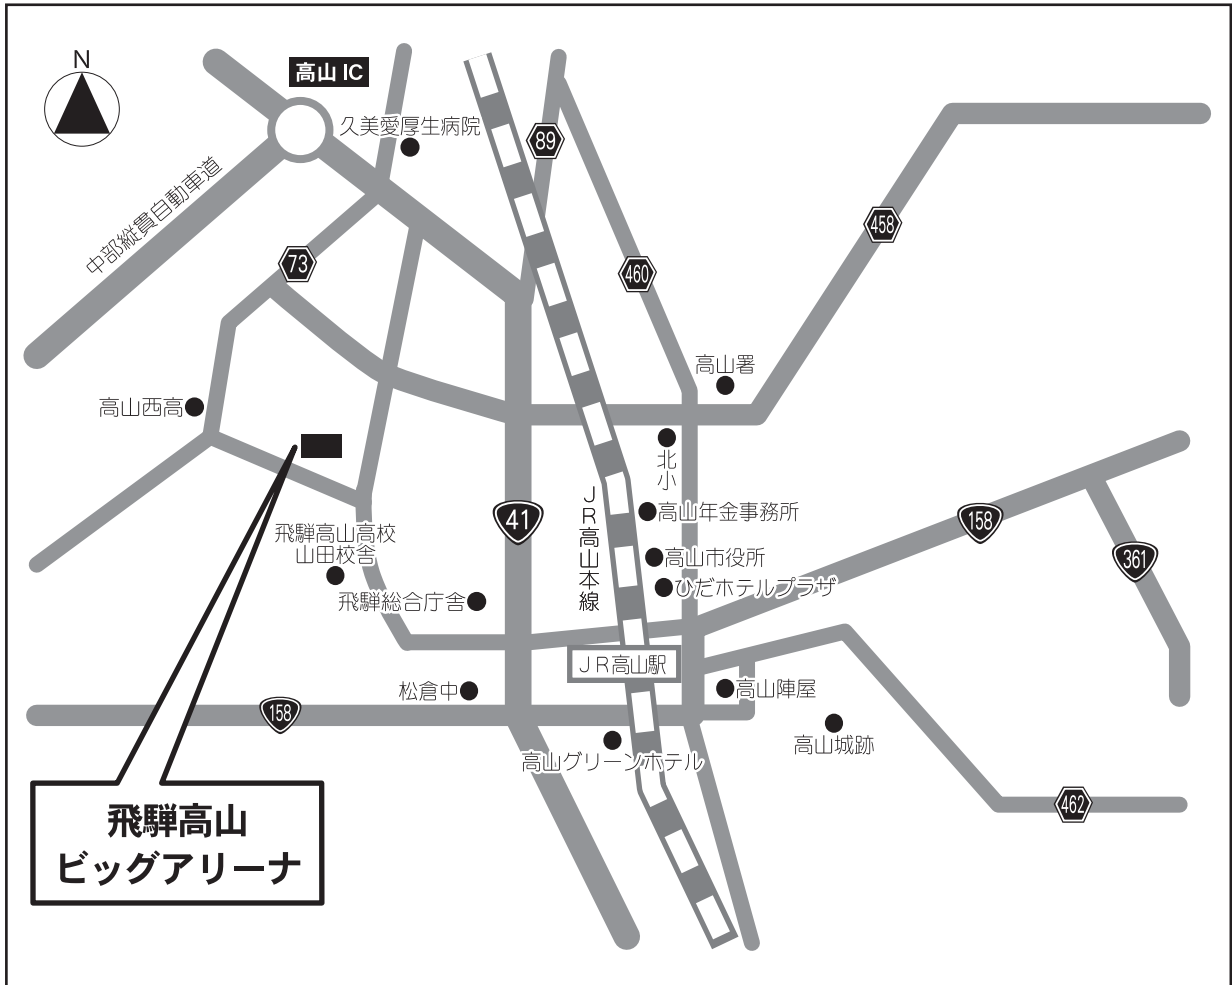 N
高山 IC
久美愛厚生病院
89
中部縦貫自動車道
73
458
460
高山署
高山西高
北小
JR高山本線
41
高山年金事務所
158
飛騨高山高校
山田校舎
高山市役所
361
ひだホテルプラザ
飛騨総合庁舎
JR高山駅
松倉中
高山陣屋
158
高山城跡
高山グリーンホテル
462
飛騨高山
ビッグアリーナ